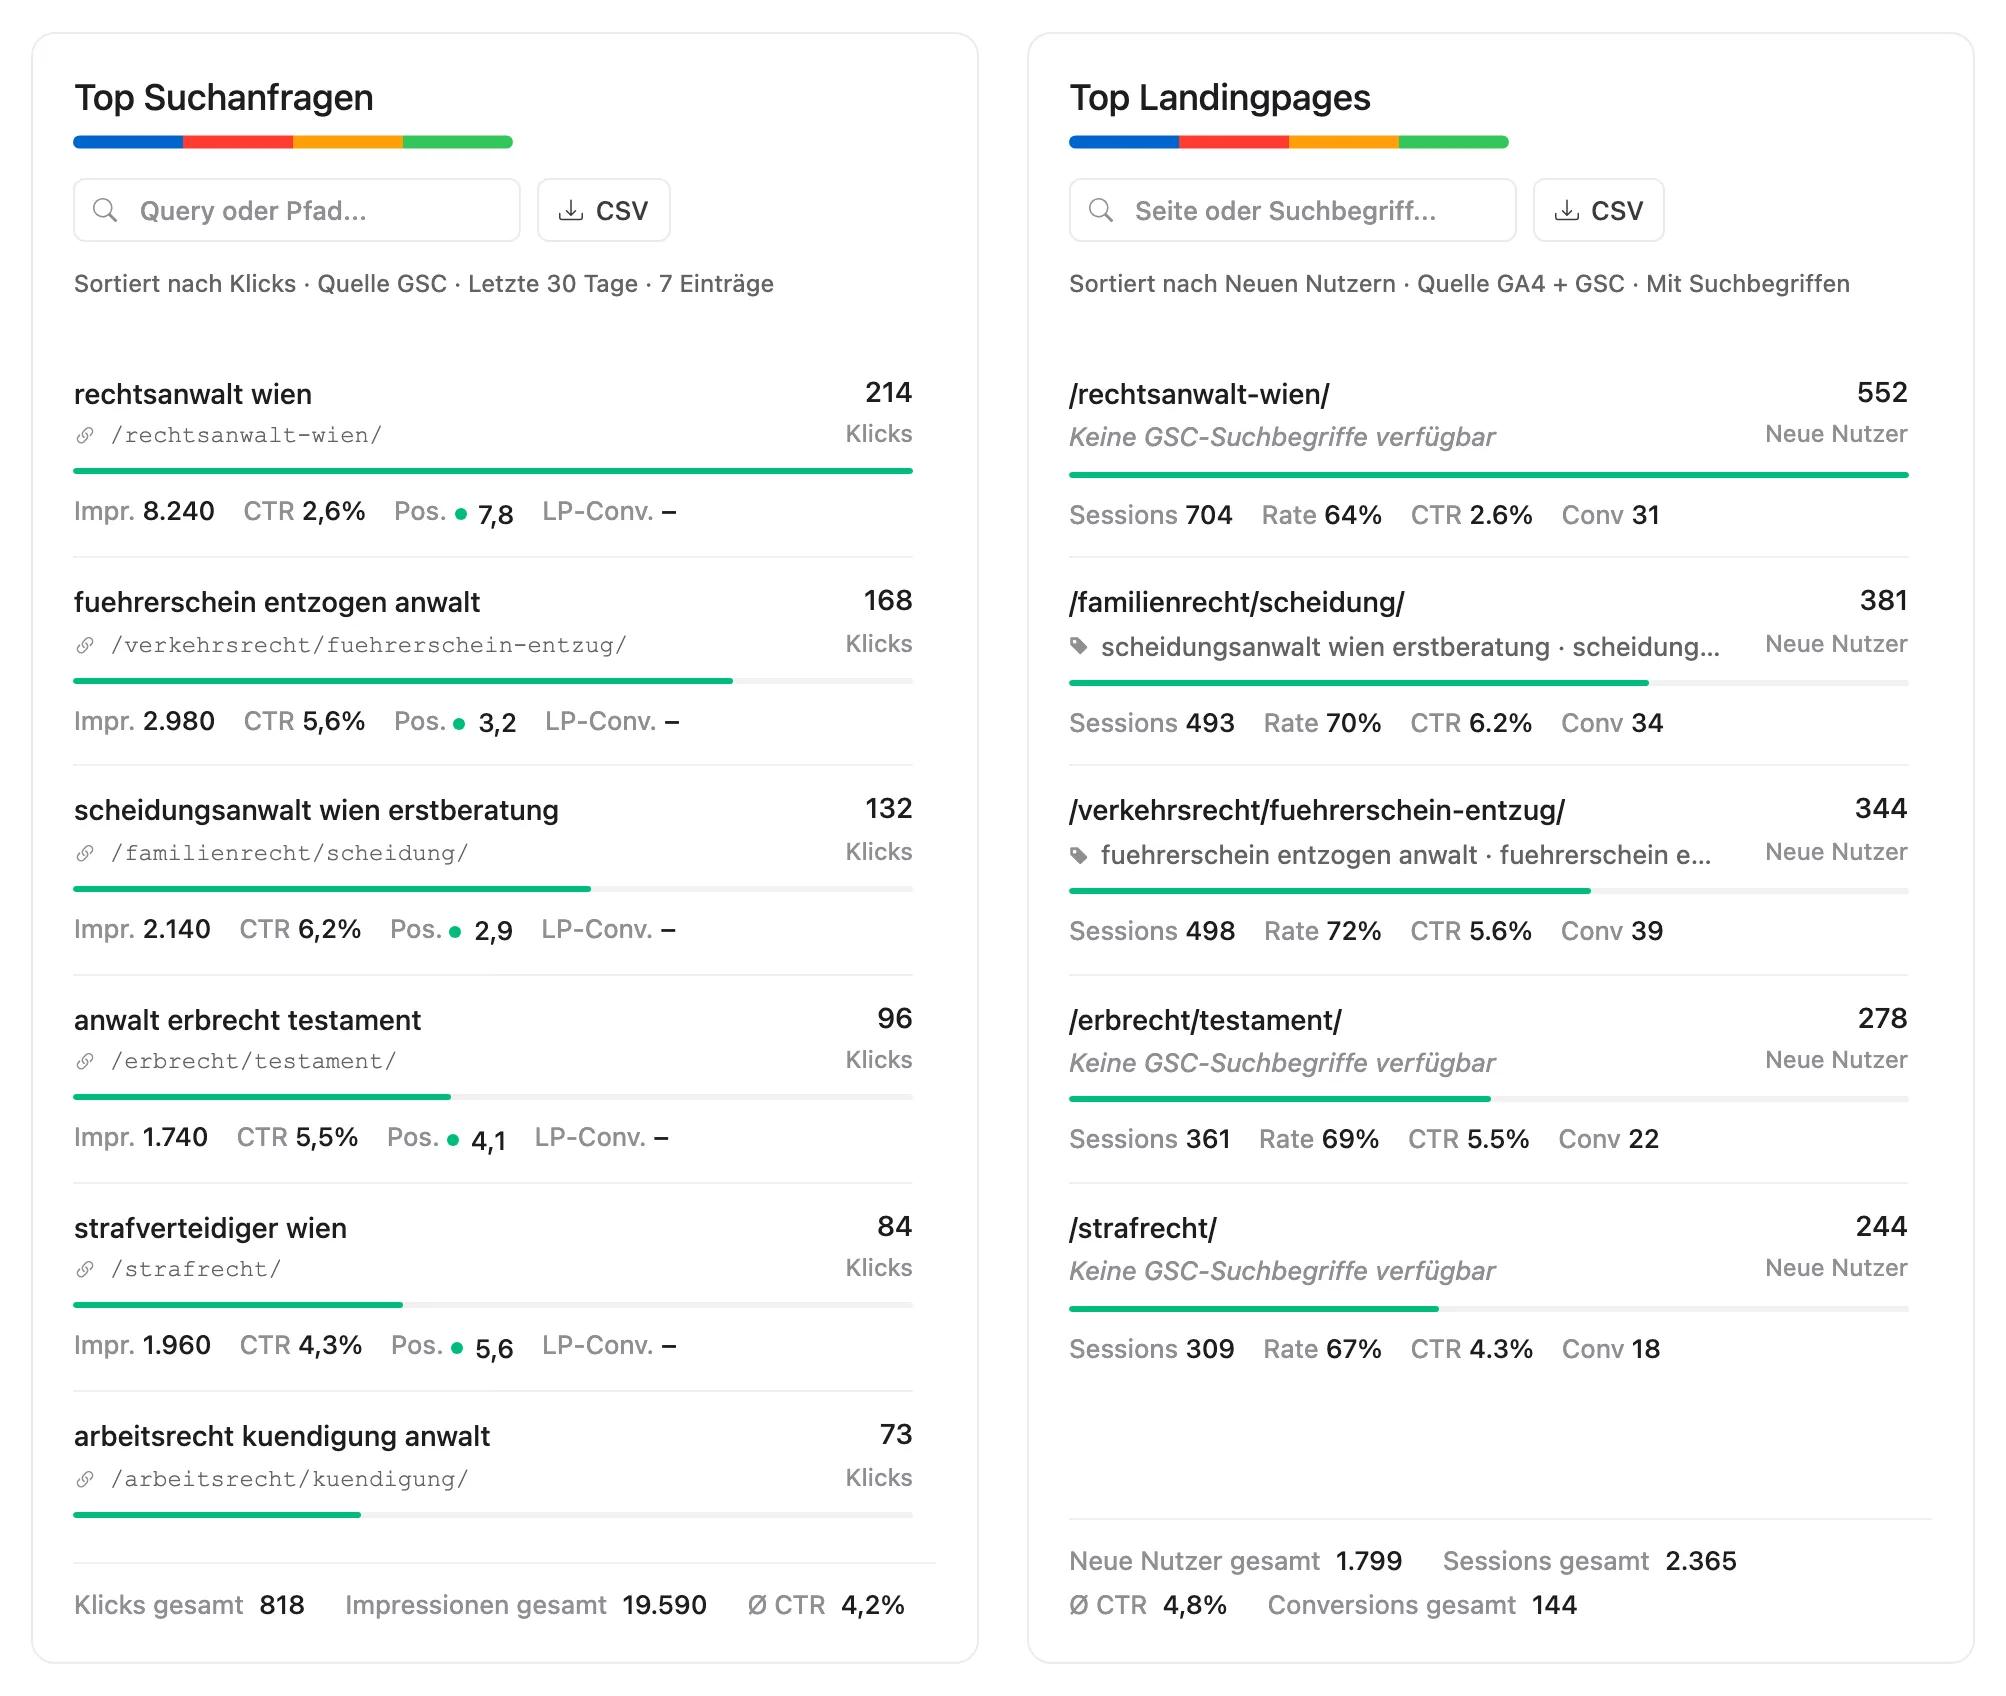 Top Suchanfragen
Query oder Pfad...
CSV
Sortiert nach Klicks · Quelle GSC · Letzte 30 Tage · 7 Einträge
rechtsanwalt wien 214
/rechtsanwalt-wien/ Klicks
Impr. 8.240 CTR 2,6% Pos. 7,8 LP-Conv. –
fuehrerschein entzogen anwalt 168
/verkehrsrecht/fuehrerschein-entzug/ Klicks
Impr. 2.980 CTR 5,6% Pos. 3,2 LP-Conv. –
scheidungsanwalt wien erstberatung 132
/familienrecht/scheidung/ Klicks
Impr. 2.140 CTR 6,2% Pos. 2,9 LP-Conv. –
anwalt erbrecht testament 96
/erbrecht/testament/ Klicks
Impr. 1.740 CTR 5,5% Pos. 4,1 LP-Conv. –
strafverteidiger wien 84
/strafrecht/ Klicks
Impr. 1.960 CTR 4,3% Pos. 5,6 LP-Conv. –
arbeitsrecht kuendigung anwalt 73
/arbeitsrecht/kuendigung/ Klicks
Klicks gesamt 818 Impressionen gesamt 19.590 Ø CTR 4,2%
Top Landingpages
Seite oder Suchbegriff...
CSV
Sortiert nach Neuen Nutzern · Quelle GA4 + GSC · Mit Suchbegriffen
/rechtsanwalt-wien/ 552
Keine GSC-Suchbegriffe verfügbar Neue Nutzer
Sessions 704 Rate 64% CTR 2.6% Conv 31
/familienrecht/scheidung/ 381
scheidungsanwalt wien erstberatung · scheidung... Neue Nutzer
Sessions 493 Rate 70% CTR 6.2% Conv 34
/verkehrsrecht/fuehrerschein-entzug/ 344
fuehrerschein entzogen anwalt · fuehrerschein e... Neue Nutzer
Sessions 498 Rate 72% CTR 5.6% Conv 39
/erbrecht/testament/ 278
Keine GSC-Suchbegriffe verfügbar Neue Nutzer
Sessions 361 Rate 69% CTR 5.5% Conv 22
/strafrecht/ 244
Keine GSC-Suchbegriffe verfügbar Neue Nutzer
Sessions 309 Rate 67% CTR 4.3% Conv 18
Neue Nutzer gesamt 1.799 Sessions gesamt 2.365
Ø CTR 4,8% Conversions gesamt 144